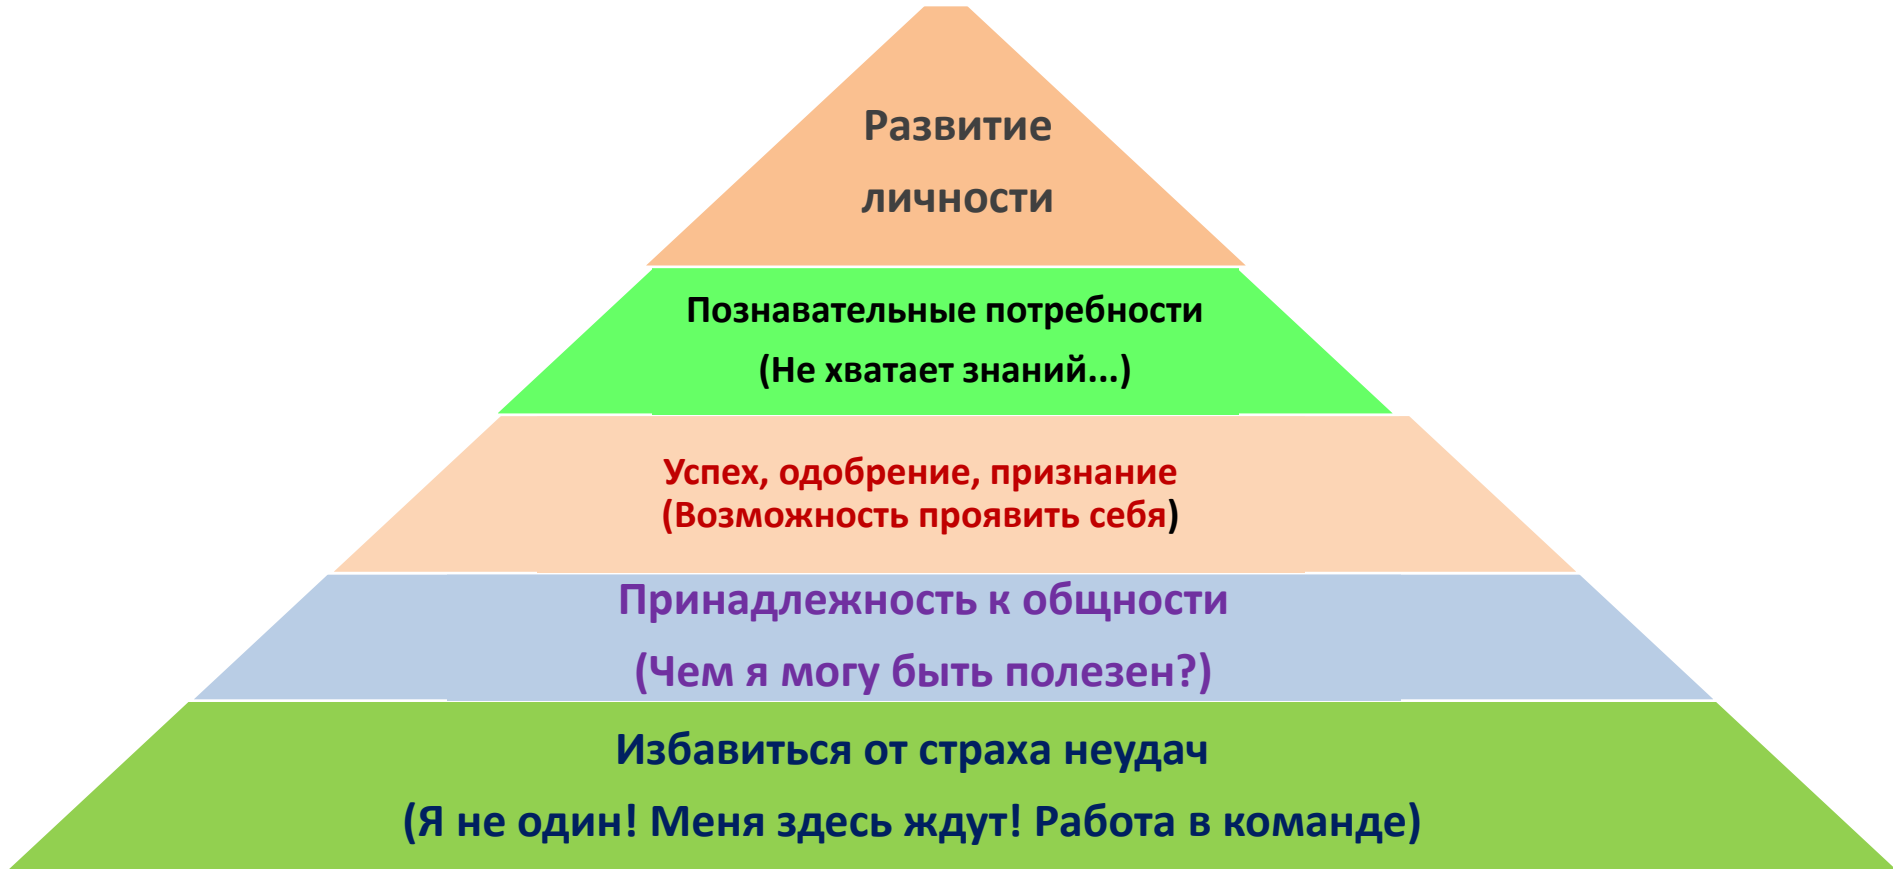 Развитие
личности
Познавательные потребности
(Не хватает знаний...)
Успех, одобрение, признание
(Возможность проявить себя)
Принадлежность к общности
(Чем я могу быть полезен?)
Избавиться от страха неудач
(Я не один! Меня здесь ждут! Работа в команде)